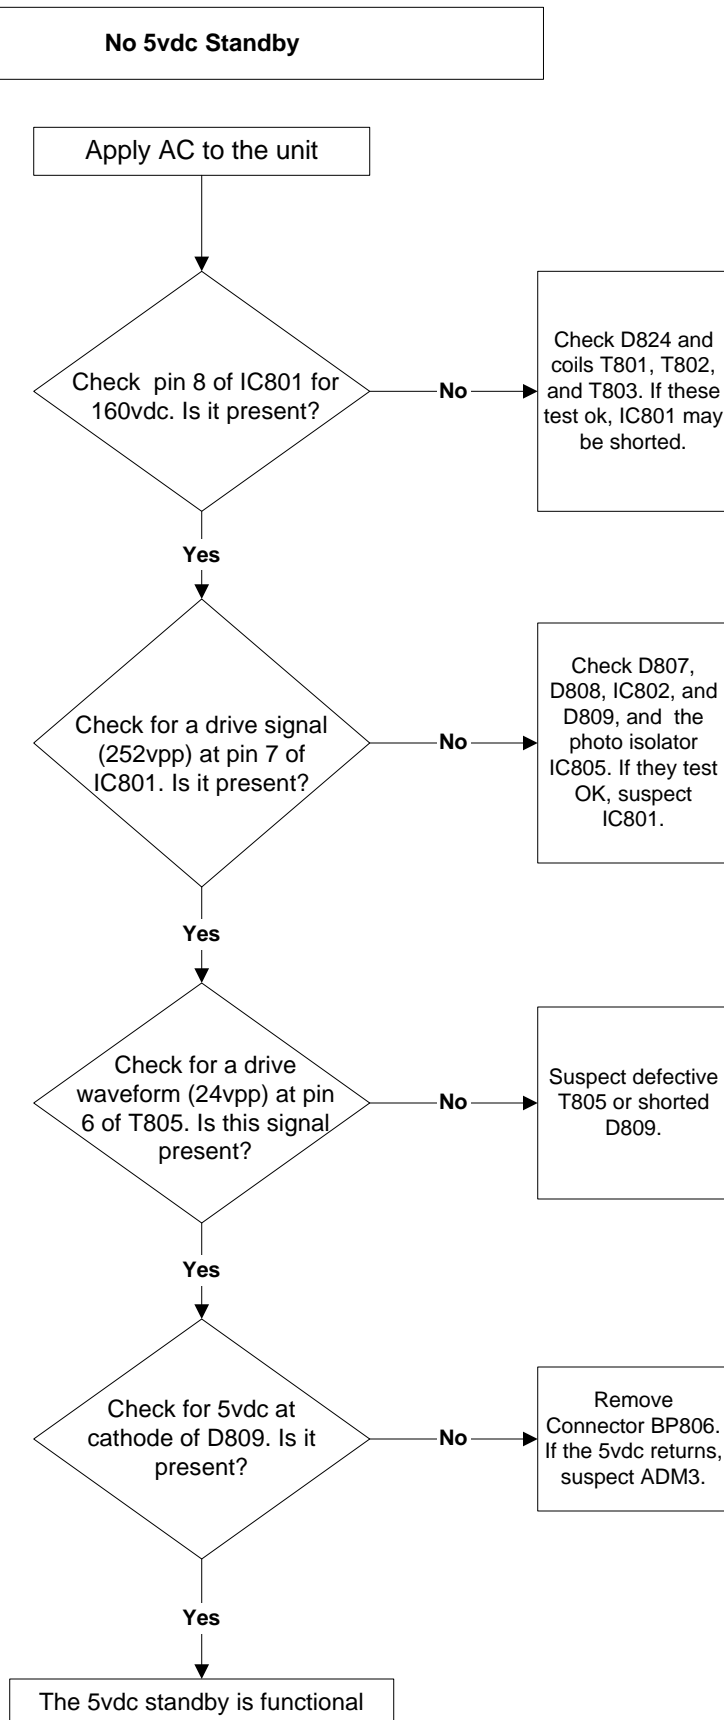 No 5vdc Standby
Apply AC to the unit
Check pin 8 of IC801 for
160vdc. Is it present?
No
Check D824 and
coils T801, T802,
and T803. If these
test ok, IC801 may
be shorted.
Yes
Check for a drive signal
(252vpp) at pin 7 of
IC801. Is it present?
No
Check D807,
D808, IC802, and
D809, and the
photo isolator
IC805. If they test
OK, suspect
IC801.
Yes
Check for a drive
waveform (24vpp) at pin
6 of T805. Is this signal
present?
No
Suspect defective
T805 or shorted
D809.
Yes
Check for 5vdc at
cathode of D809. Is it
present?
No
Remove
Connector BP806.
If the 5vdc returns,
suspect ADM3.
Yes
The 5vdc standby is functional